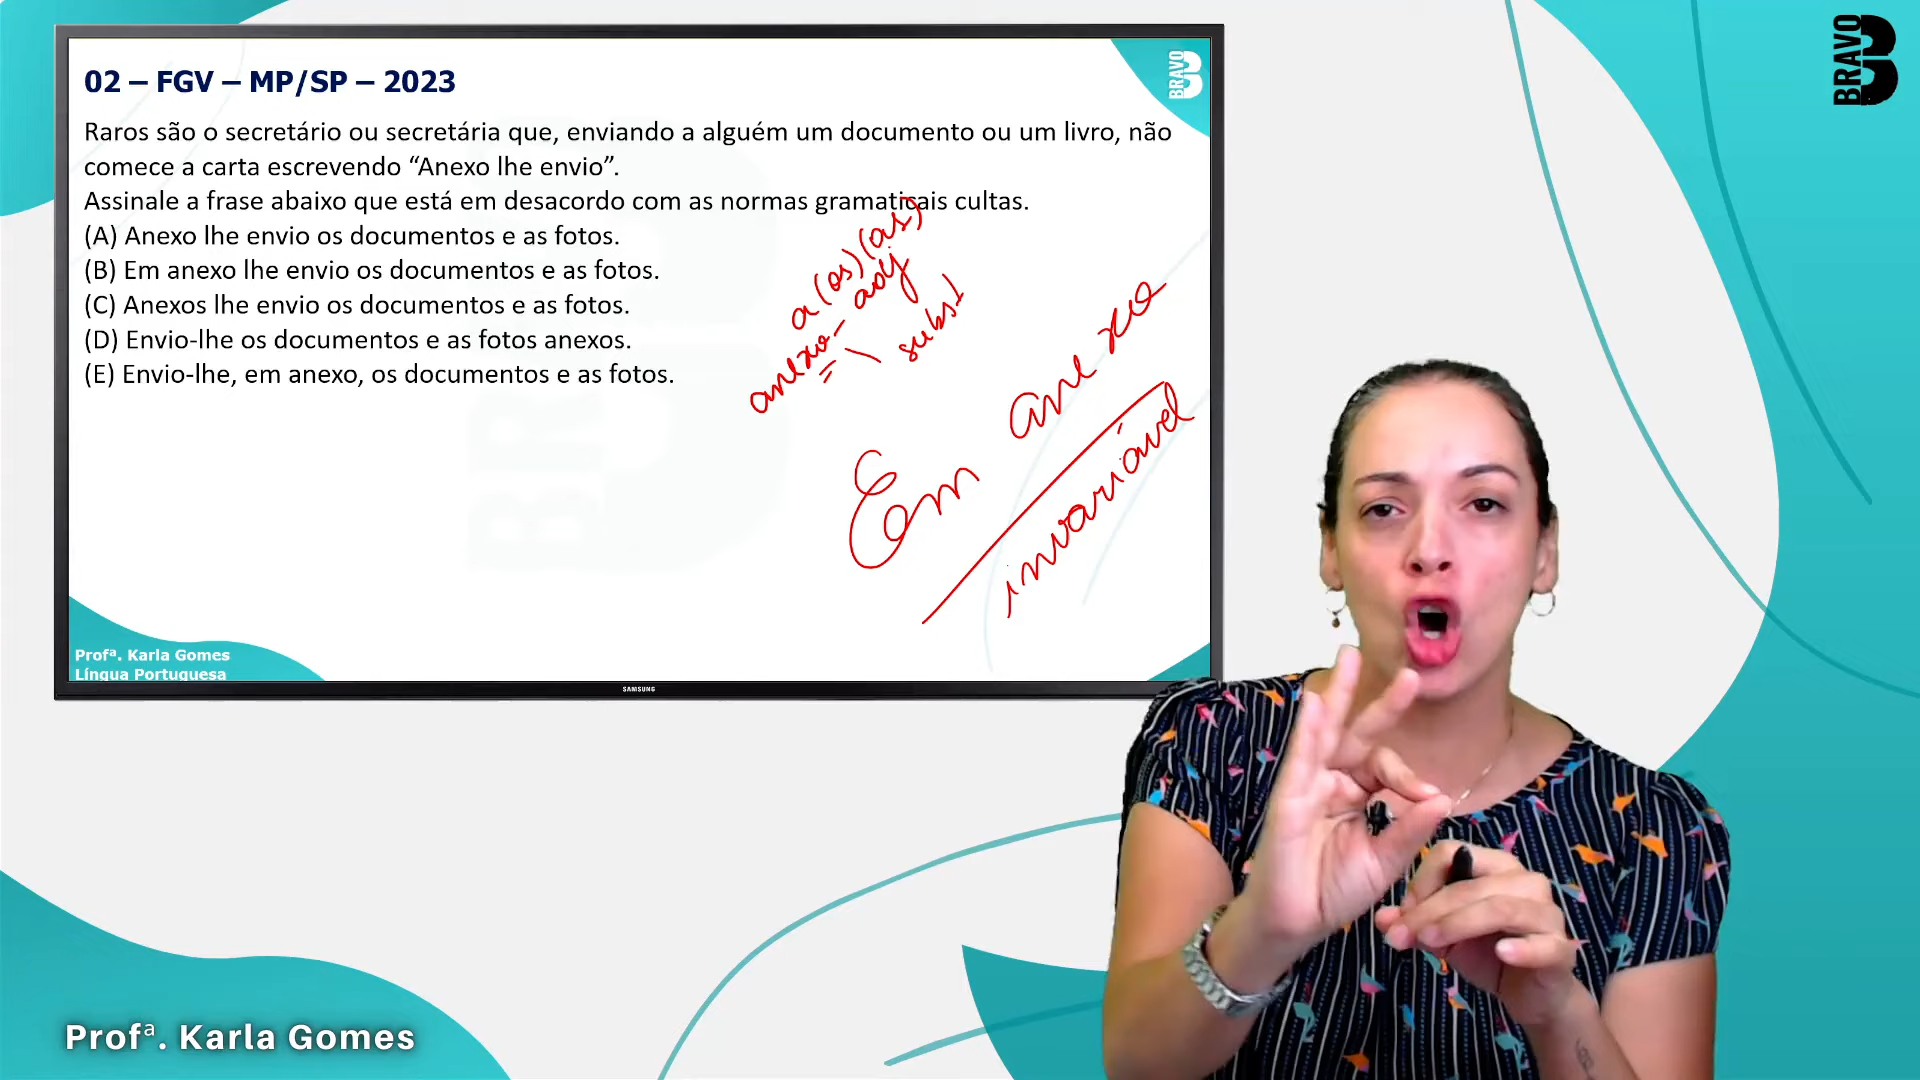 BRAVO
BRAVO
02 – FGV – MP/SP – 2023
Raros são o secretário ou secretária que, enviando a alguém um documento ou um livro, não
comece a carta escrevendo “Anexo lhe envio”.
Assinale a frase abaixo que está em desacordo com as normas gramaticais cultas.
(A) Anexo lhe envio os documentos e as fotos.
(B) Em anexo lhe envio os documentos e as fotos.
(C) Anexos lhe envio os documentos e as fotos.
(D) Envio-lhe os documentos e as fotos anexos.
(E) Envio-lhe, em anexo, os documentos e as fotos.
a (os) (as)
anexo - adj
subst
Em anexo
invariável
Profª. Karla Gomes
Língua Portuguesa
SAMSUNG
Profª. Karla Gomes